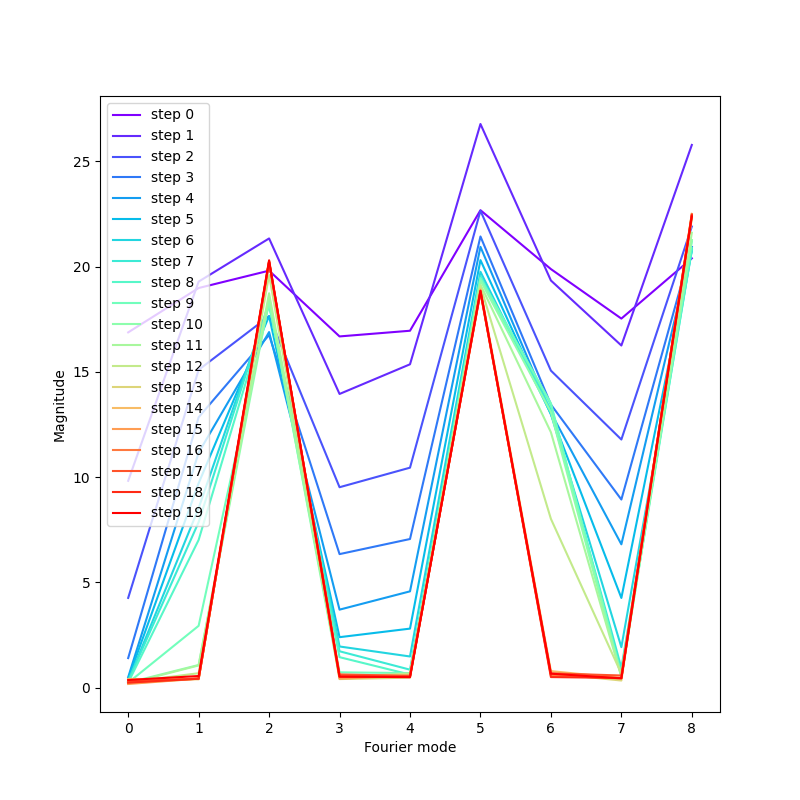 step 0
step 1
step 2
step 3
step 4
step 5
step 6
step 7
step 8
step 9
step 10
step 11
step 12
step 13
step 14
step 15
step 16
step 17
step 18
step 19
25
20
15
10
5
0
Magnitude
0 1 2 3 4 5 6 7 8
Fourier mode